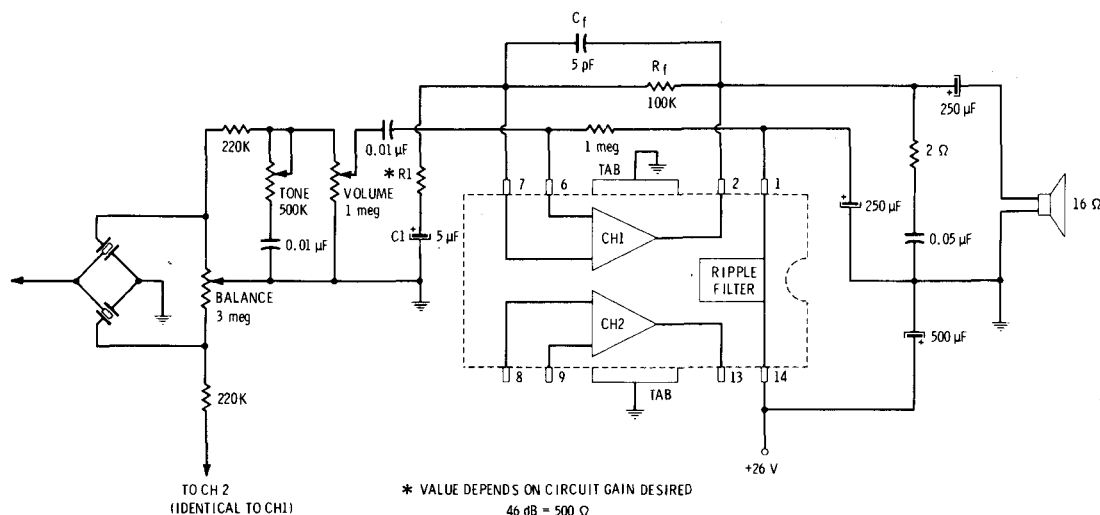 Cf
5 pF
Rf
100K
250 µF
220K
0.01 µF
1 meg
2 Ω
TONE
500K
VOLUME
1 meg
* R1
TAB
7
6
2
1
16 Ω
C1
5 µF
CH1
250 µF
0.01 µF
0.05 µF
RIPPLE
FILTER
BALANCE
3 meg
CH2
500 µF
8
9
13
14
TAB
220K
+26 V
TO CH 2
(IDENTICAL TO CH1)
* VALUE DEPENDS ON CIRCUIT GAIN DESIRED
46 dB = 500 Ω